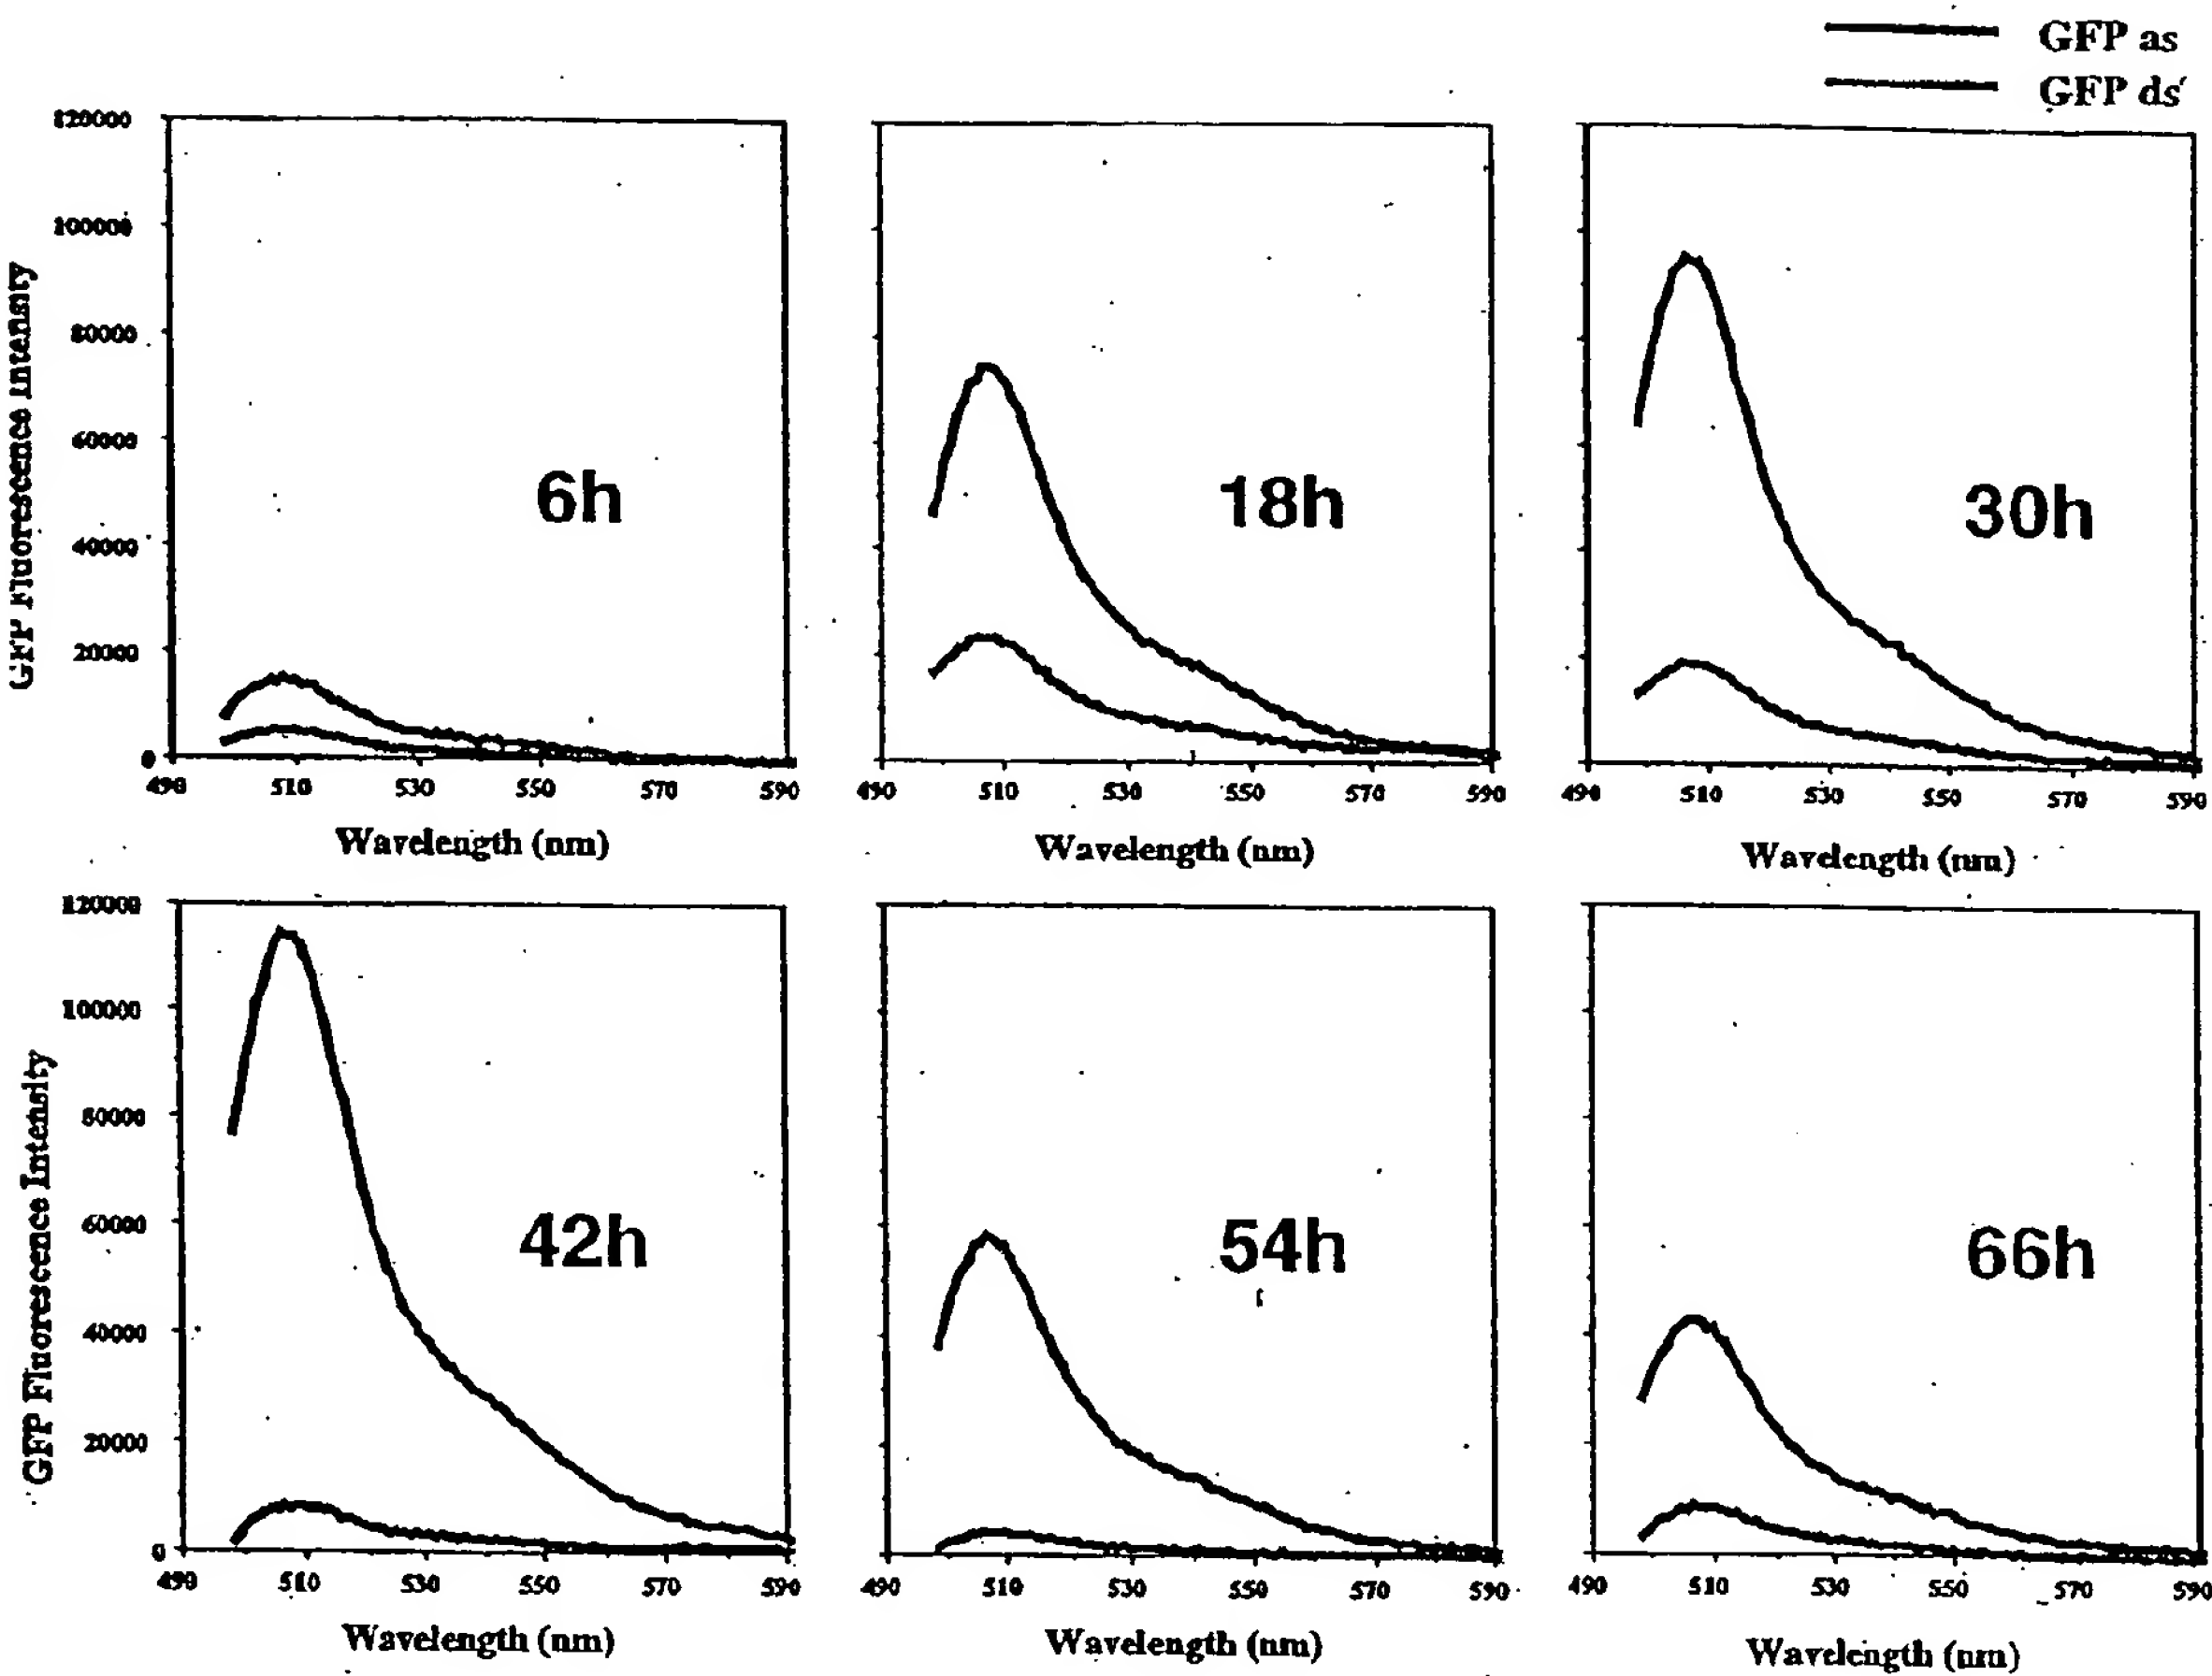 GFP as
GFP ds
120000
100000
80000
60000
40000
20000
0
GFP Fluorescence Intensity
6h
490 510 530 550 570 590
Wavelength (nm)
18h
490 510 530 550 570 590
Wavelength (nm)
30h
490 510 530 550 570 590
Wavelength (nm)
120000
100000
80000
60000
40000
20000
0
GFP Fluorescence Intensity
42h
490 510 530 550 570 590
Wavelength (nm)
54h
490 510 530 550 570 590
Wavelength (nm)
66h
490 510 530 550 570 590
Wavelength (nm)